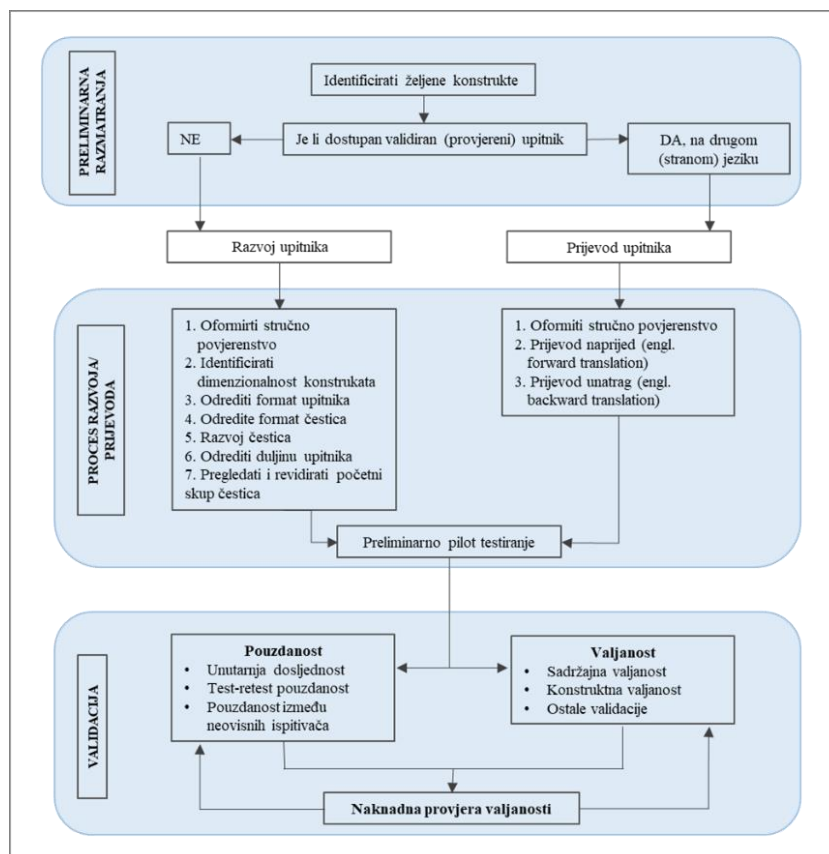 PRELIMINARNA
RAZMATRANJA
Identificirati željene konstrukte
NE
Je li dostupan validiran (provjereni) upitnik
DA, na drugom
(stranom) jeziku
Razvoj upitnika
Prijevod upitnika
PROCES RAZVOJA/
PRIJEVODA
1. Oformirti stručno
povjerenstvo
2. Identificirati
dimenzionalnost konstrukata
3. Odrediti format upitnika
4. Odredite format čestica
5. Razvoj čestica
6. Odrediti duljinu upitnika
7. Pregledati i revidirati početni
skup čestica
1. Oformiti stručno povjerenstvo
2. Prijevod naprijed (engl.
forward translation)
3. Prijevod unatrag (engl.
backward translation)
Preliminarno pilot testiranje
VALIDACIJA
Pouzdanost
• Unutarnja dosljednost
• Test-retest pouzdanost
• Pouzdanost između
neovisnih ispitivača
Valjanost
• Sadržajna valjanost
• Konstruktna valjanost
• Ostale validacije
Naknadna provjera valjanosti